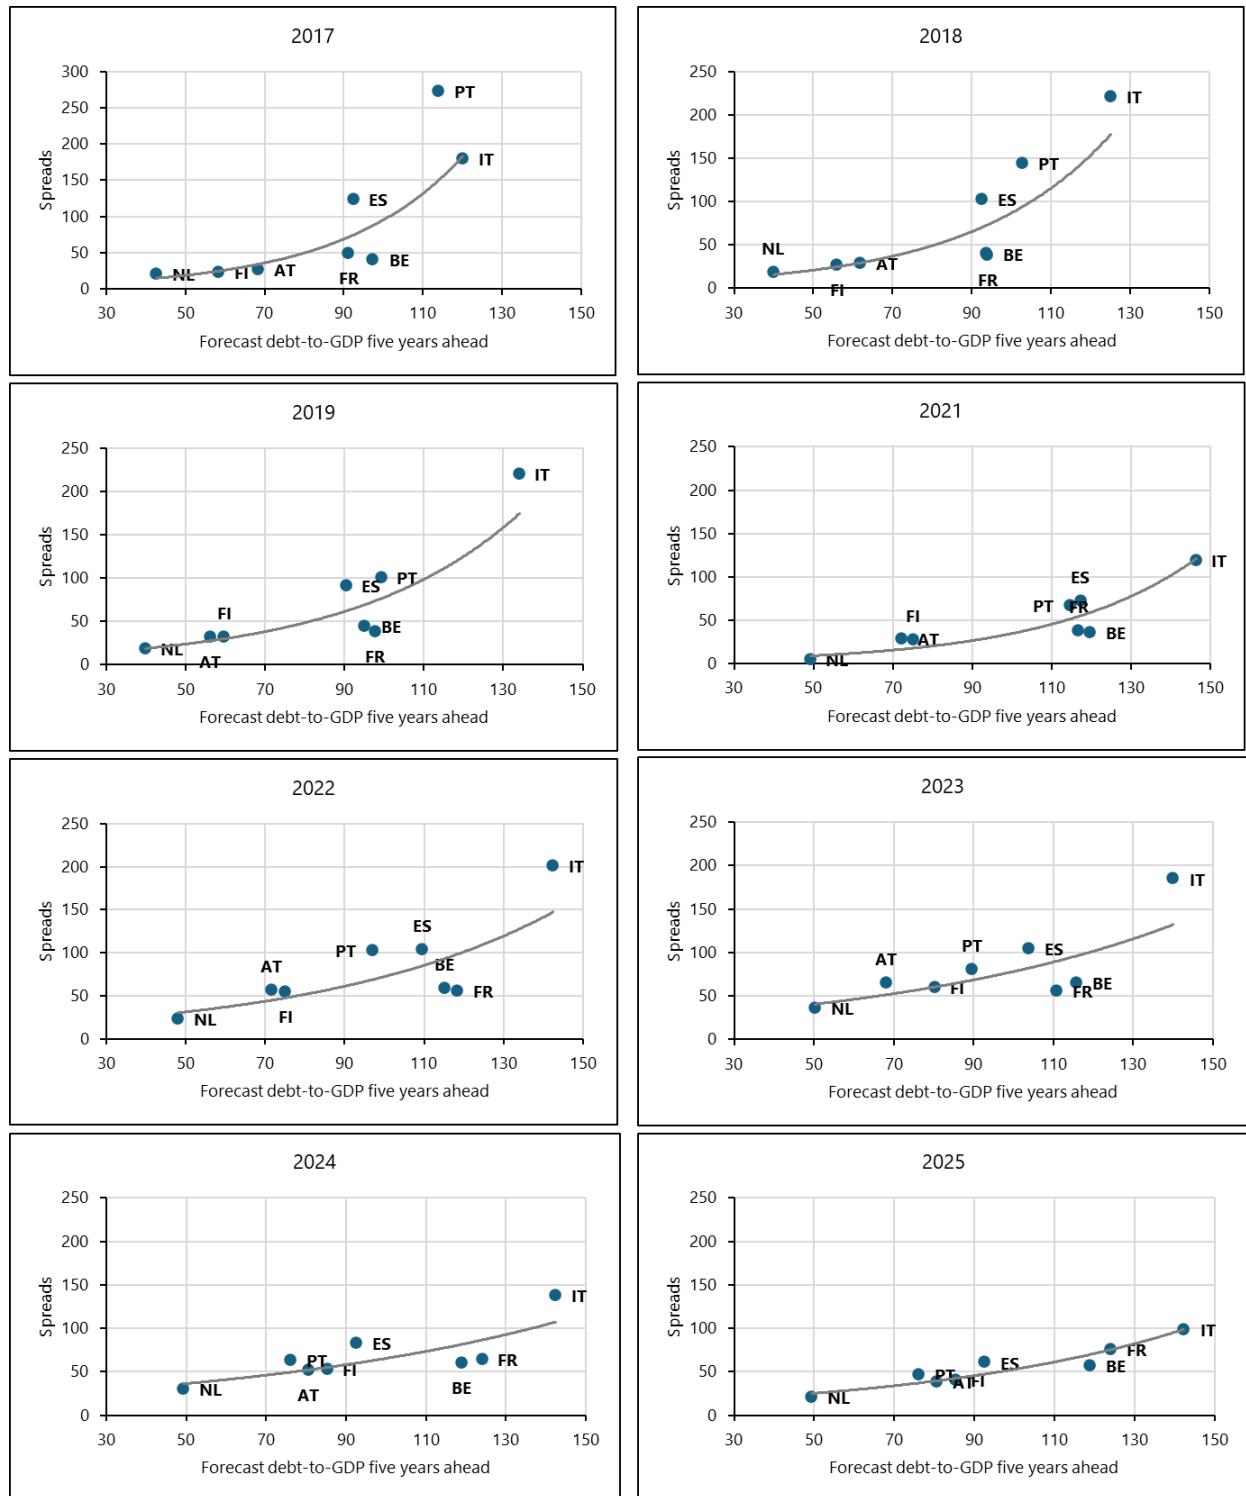 2017
300
250
200
150
100
50
0
Spreads
PT
IT
ES
BE
FR
NL
FI
AT
30 50 70 90 110 130 150
Forecast debt-to-GDP five years ahead
2018
250
200
150
100
50
0
Spreads
IT
PT
ES
NL
BE
AT
FR
FI
30 50 70 90 110 130 150
Forecast debt-to-GDP five years ahead
2019
250
200
150
100
50
0
Spreads
IT
PT
ES
FI
BE
NL
AT
FR
30 50 70 90 110 130 150
Forecast debt-to-GDP five years ahead
2021
250
200
150
100
50
0
Spreads
IT
ES
PT
FR
FI
BE
AT
NL
30 50 70 90 110 130 150
Forecast debt-to-GDP five years ahead
2022
250
200
150
100
50
0
Spreads
IT
ES
PT
BE
AT
FR
NL
FI
30 50 70 90 110 130 150
Forecast debt-to-GDP five years ahead
2023
250
200
150
100
50
0
Spreads
IT
PT
ES
AT
BE
FI
FR
NL
30 50 70 90 110 130 150
Forecast debt-to-GDP five years ahead
2024
250
200
150
100
50
0
Spreads
IT
ES
PT
FR
FI
NL
AT
BE
30 50 70 90 110 130 150
Forecast debt-to-GDP five years ahead
2025
250
200
150
100
50
0
Spreads
IT
FR
ES
BE
PT
AT
FI
NL
30 50 70 90 110 130 150
Forecast debt-to-GDP five years ahead